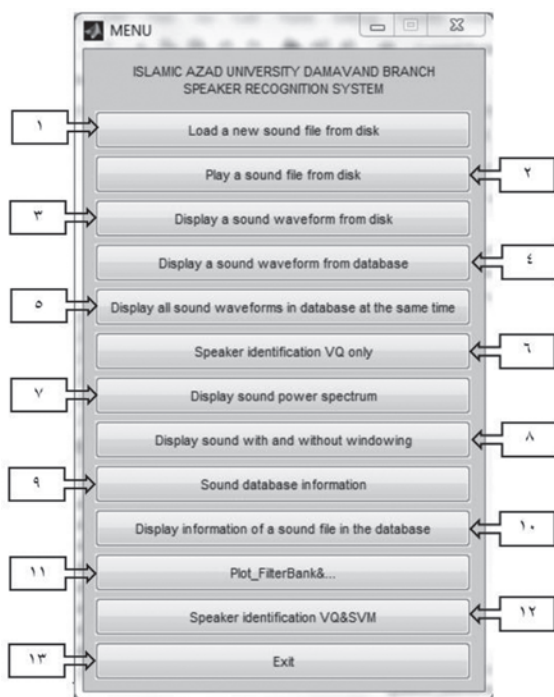 MENU
ISLAMIC AZAD UNIVERSITY DAMAVAND BRANCH
SPEAKER RECOGNITION SYSTEM
١
Load a new sound file from disk
Play a sound file from disk
٢
٣
Display a sound waveform from disk
Display a sound waveform from database
٤
٥
Display all sound waveforms in database at the same time
Speaker identification VQ only
٦
٧
Display sound power spectrum
Display sound with and without windowing
٨
٩
Sound database information
Display information of a sound file in the database
١٠
١١
Plot_FilterBank&...
Speaker identification VQ&SVM
١٢
١٣
Exit